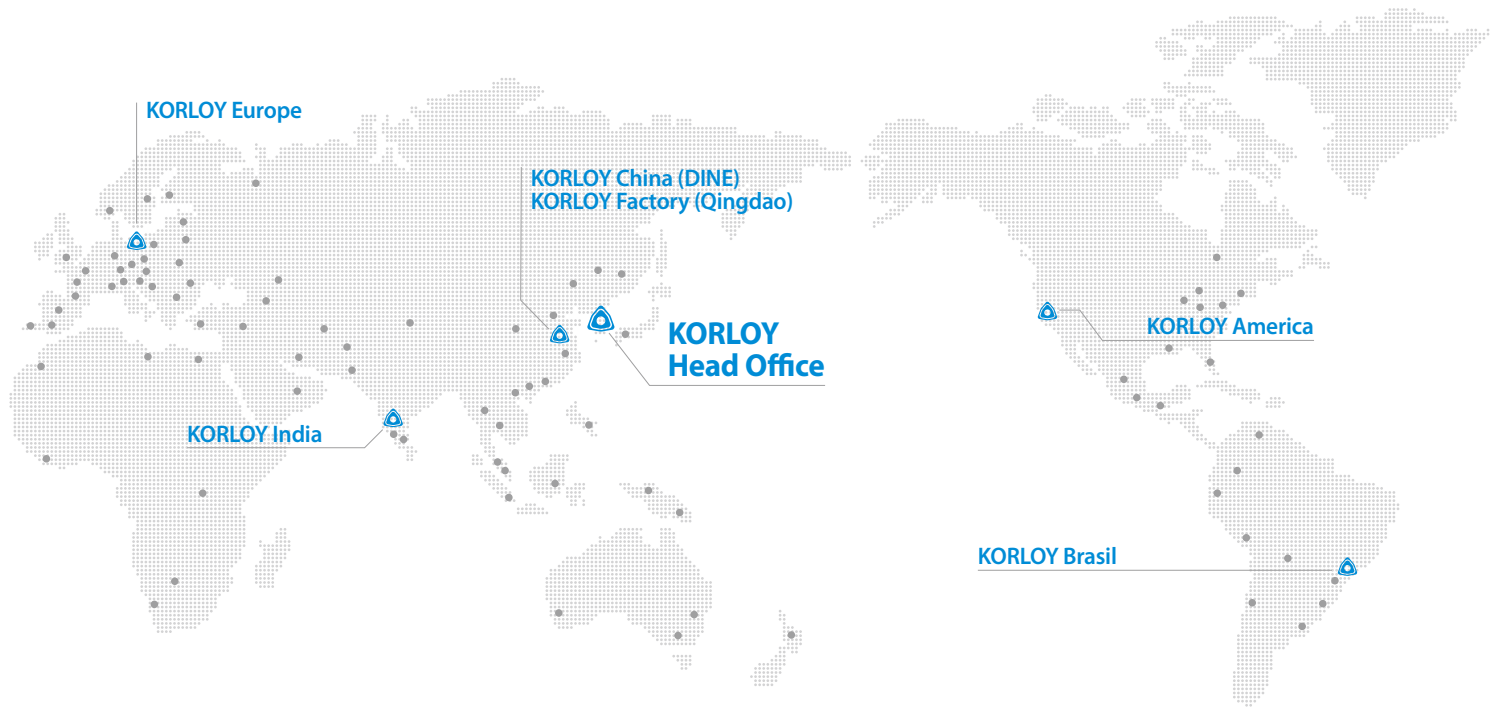 KORLOY Europe
KORLOY China (DINE)
KORLOY Factory (Qingdao)
KORLOY
Head Office
KORLOY America
KORLOY India
KORLOY Brasil